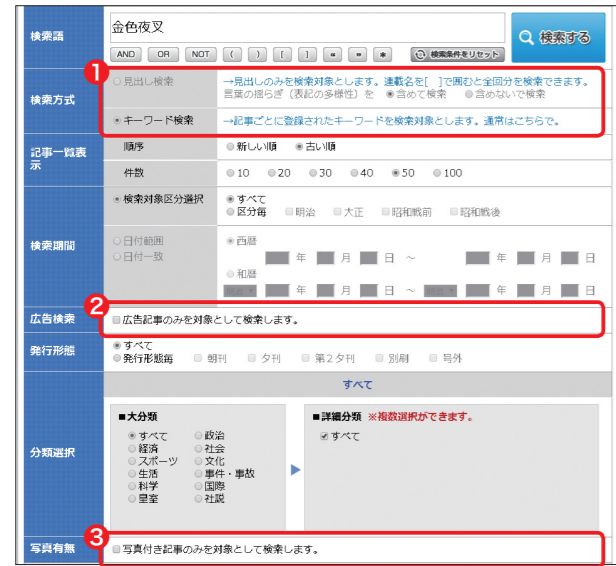 検索語
金色夜叉
検索する
AND OR NOT ( ) [ ] " = * 検索条件をリセット
1
検索方式
見出し検索 →見出しのみを検索対象とします。連載名を[ ]で囲むと全回分を検索できます。
言葉の揺らぎ(表記の多様性)を 含めて検索 含めないで検索
キーワード検索 →記事ごとに登録されたキーワードを検索対象とします。通常はこちらで。
記事一覧表示
順序 新しい順 古い順
件数 10 20 30 40 50 100
検索期間
検索対象区分選択 すべて
区分毎 明治 大正 昭和戦前 昭和戦後
日付範囲 西暦
日付一致 年 月 日 ~ 年 月 日
和暦
年 月 日 ~ 年 月 日
2
広告検索 広告記事のみを対象として検索します。
発行形態 すべて
発行形態毎 朝刊 夕刊 第2夕刊 別刷 号外
分類選択
すべて
■大分類 ■詳細分類 ※複数選択ができます。
すべて 政治 すべて
経済 社会
スポーツ 文化
生活 事件・事故
科学 国際
皇室 社説
3
写真有無 写真付き記事のみを対象として検索します。